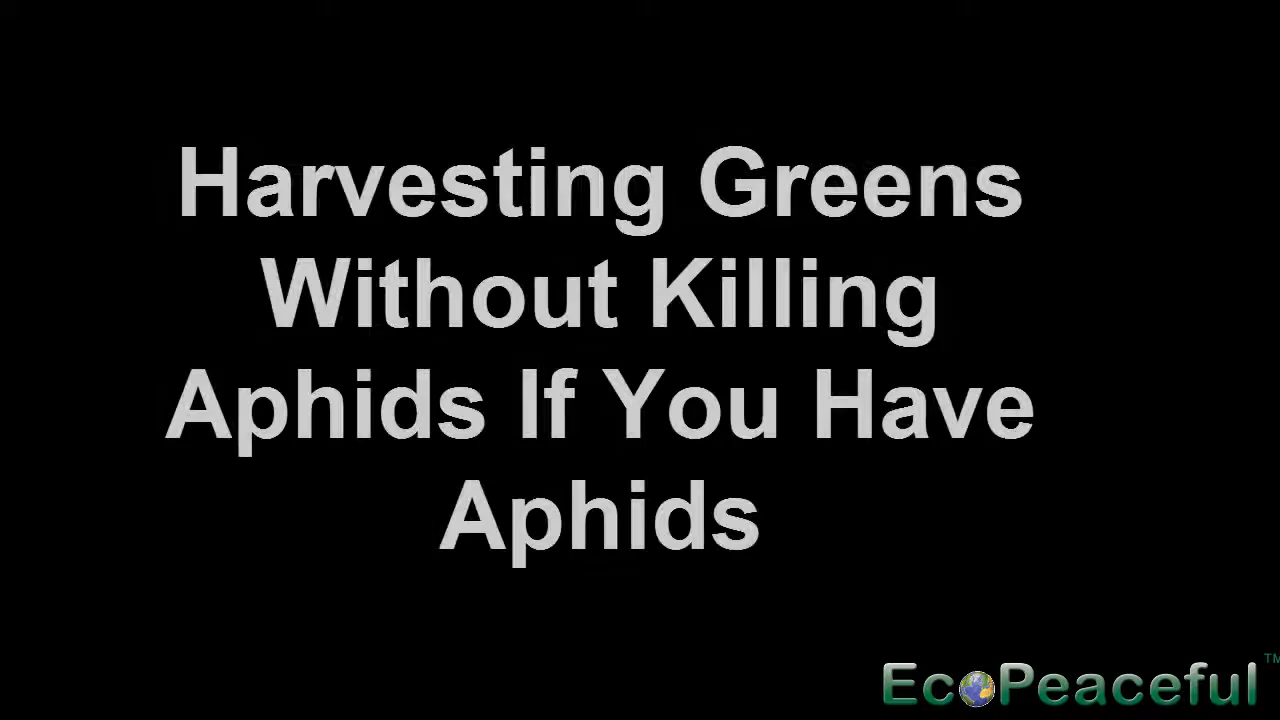 Harvesting Greens
Without Killing
Aphids If You Have
Aphids
EcoPeaceful™